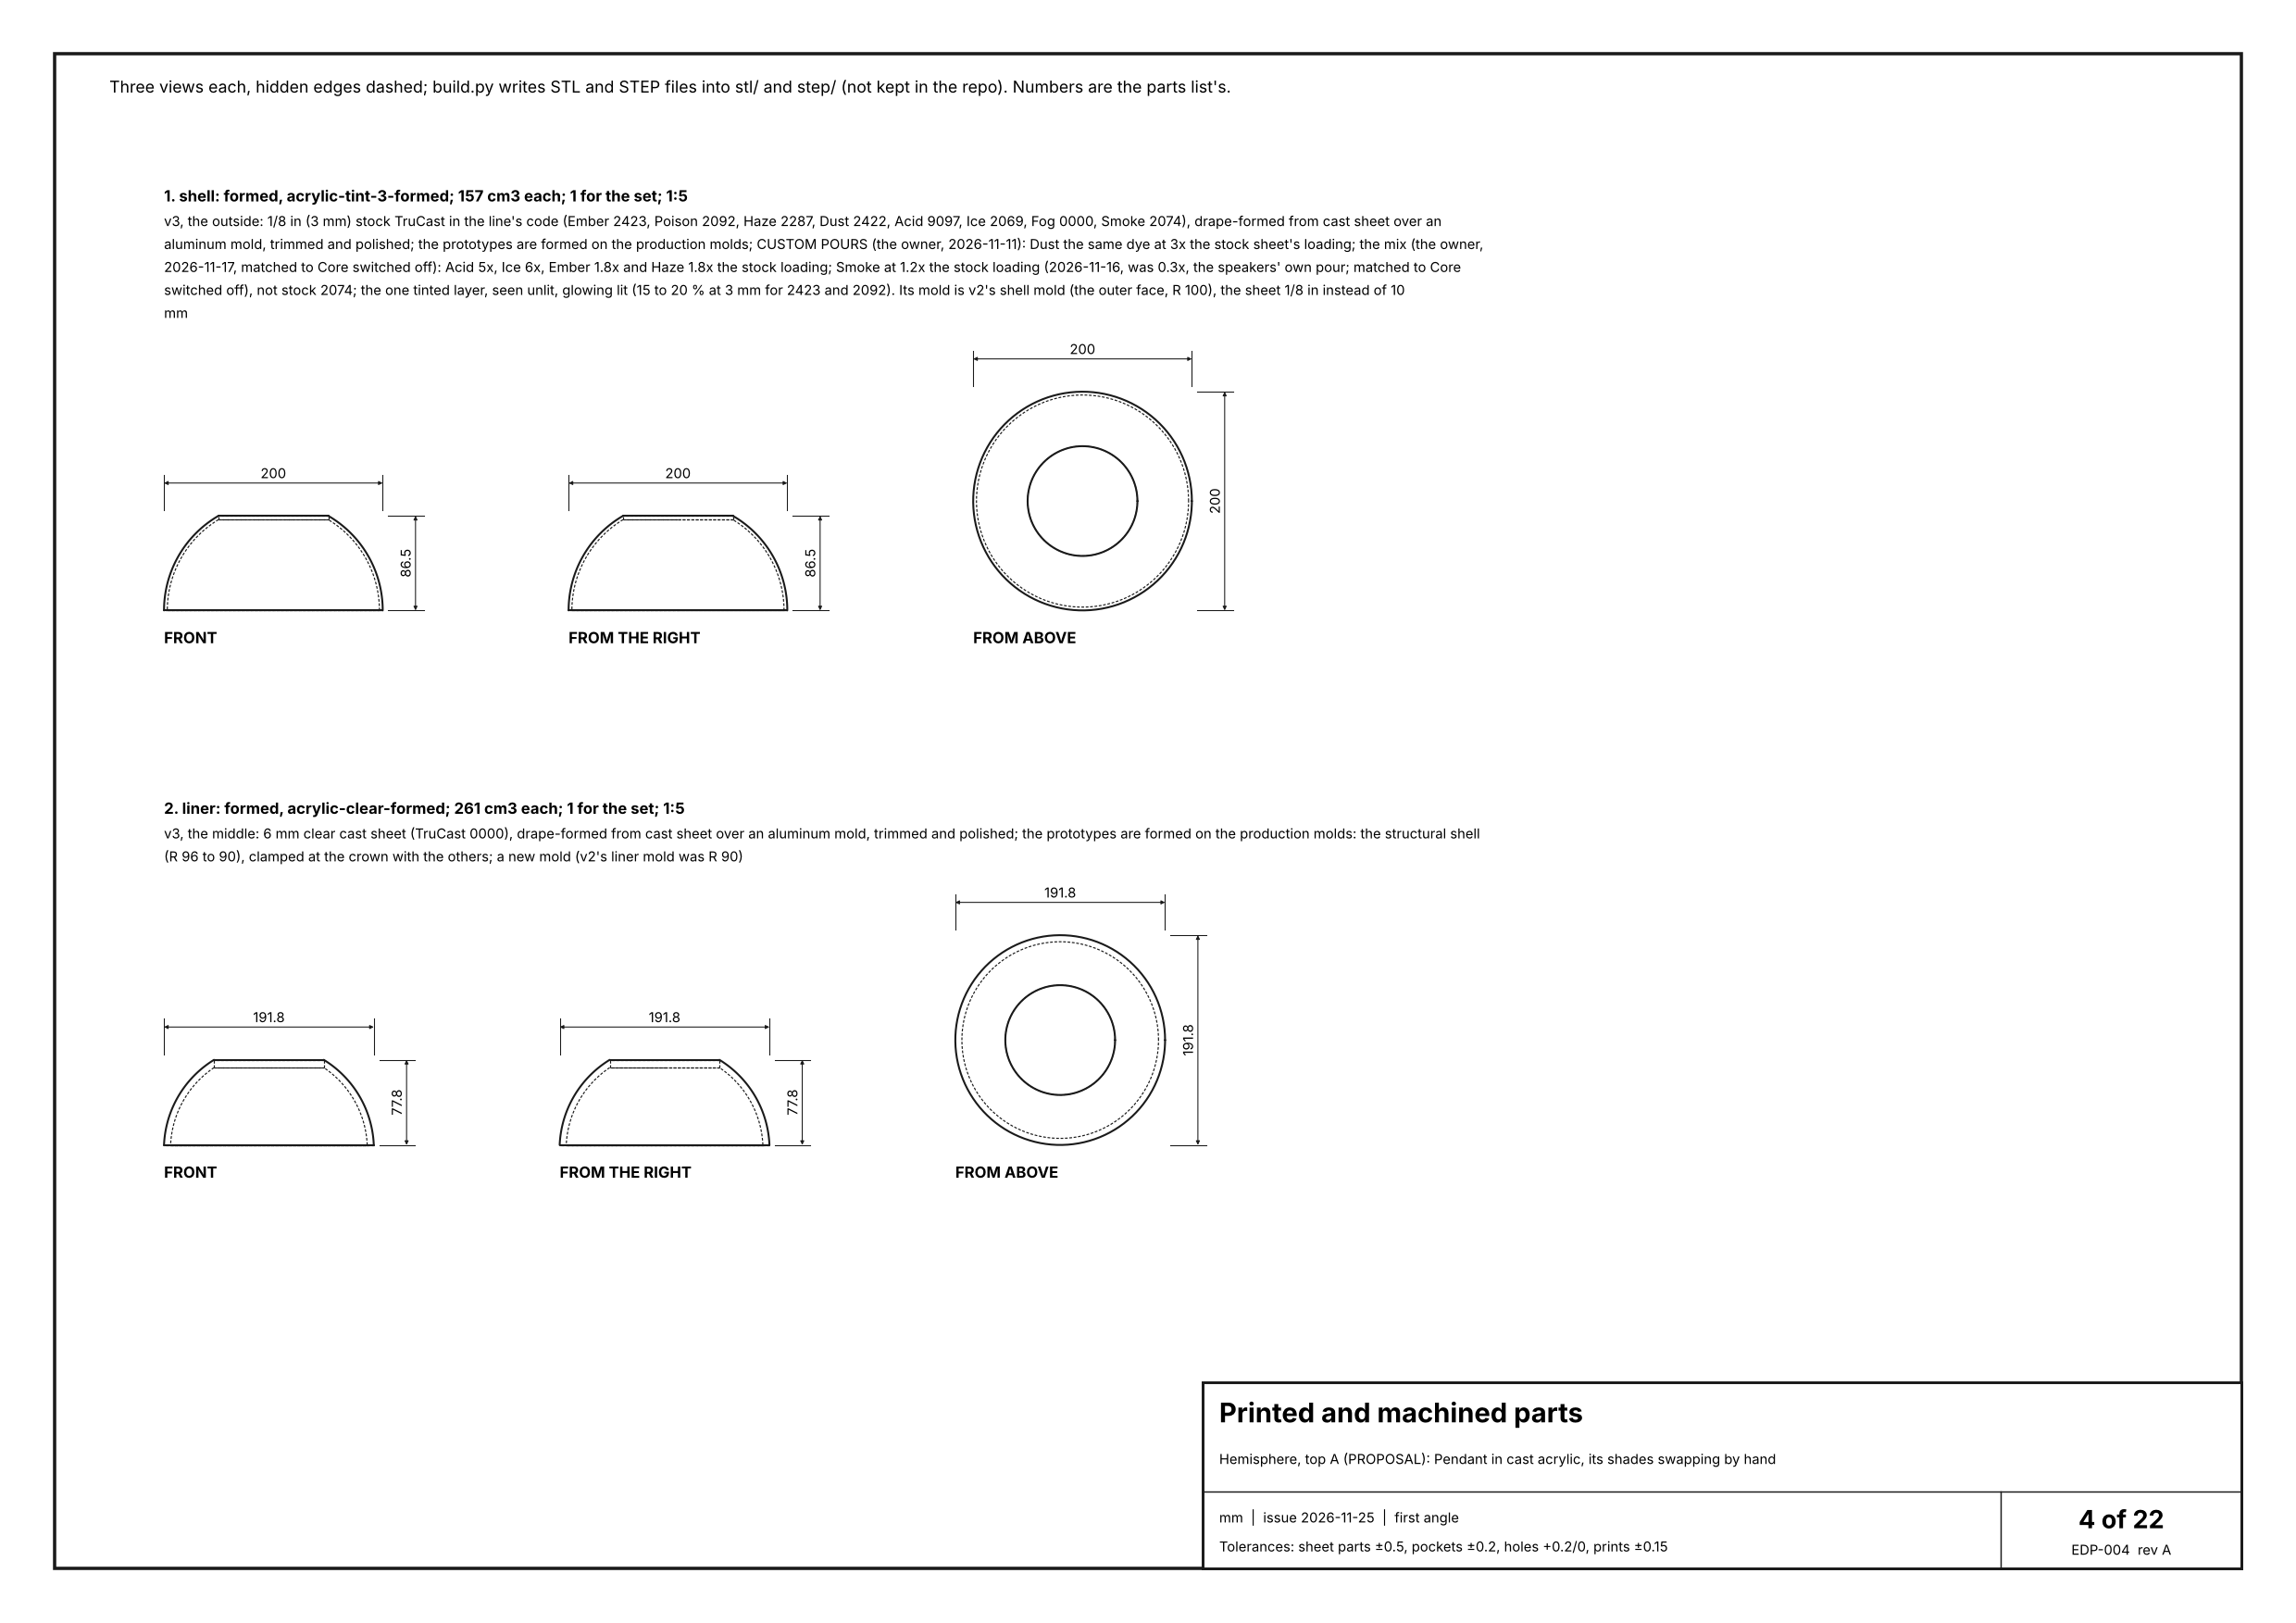 Three views each, hidden edges dashed; build.py writes STL and STEP files into stl/ and step/ (not kept in the repo). Numbers are the parts list's.
1. shell: formed, acrylic-tint-3-formed; 157 cm3 each; 1 for the set; 1:5
v3, the outside: 1/8 in (3 mm) stock TruCast in the line's code (Ember 2423, Poison 2092, Haze 2287, Dust 2422, Acid 9097, Ice 2069, Fog 0000, Smoke 2074), drape-formed from cast sheet over an
aluminum mold, trimmed and polished; the prototypes are formed on the production molds; CUSTOM POURS (the owner, 2026-11-11): Dust the same dye at 3x the stock sheet's loading; the mix (the owner,
2026-11-17, matched to Core switched off): Acid 5x, Ice 6x, Ember 1.8x and Haze 1.8x the stock loading; Smoke at 1.2x the stock loading (2026-11-16, was 0.3x, the speakers' own pour; matched to Core
switched off), not stock 2074; the one tinted layer, seen unlit, glowing lit (15 to 20 % at 3 mm for 2423 and 2092). Its mold is v2's shell mold (the outer face, R 100), the sheet 1/8 in instead of 10
mm
200
200
200
86.5
86.5
200
FRONT
FROM THE RIGHT
FROM ABOVE
2. liner: formed, acrylic-clear-formed; 261 cm3 each; 1 for the set; 1:5
v3, the middle: 6 mm clear cast sheet (TruCast 0000), drape-formed from cast sheet over an aluminum mold, trimmed and polished; the prototypes are formed on the production molds: the structural shell
(R 96 to 90), clamped at the crown with the others; a new mold (v2's liner mold was R 90)
191.8
191.8
191.8
77.8
77.8
191.8
FRONT
FROM THE RIGHT
FROM ABOVE
Printed and machined parts
Hemisphere, top A (PROPOSAL): Pendant in cast acrylic, its shades swapping by hand
mm | issue 2026-11-25 | first angle
Tolerances: sheet parts ±0.5, pockets ±0.2, holes +0.2/0, prints ±0.15
4 of 22
EDP-004 rev A